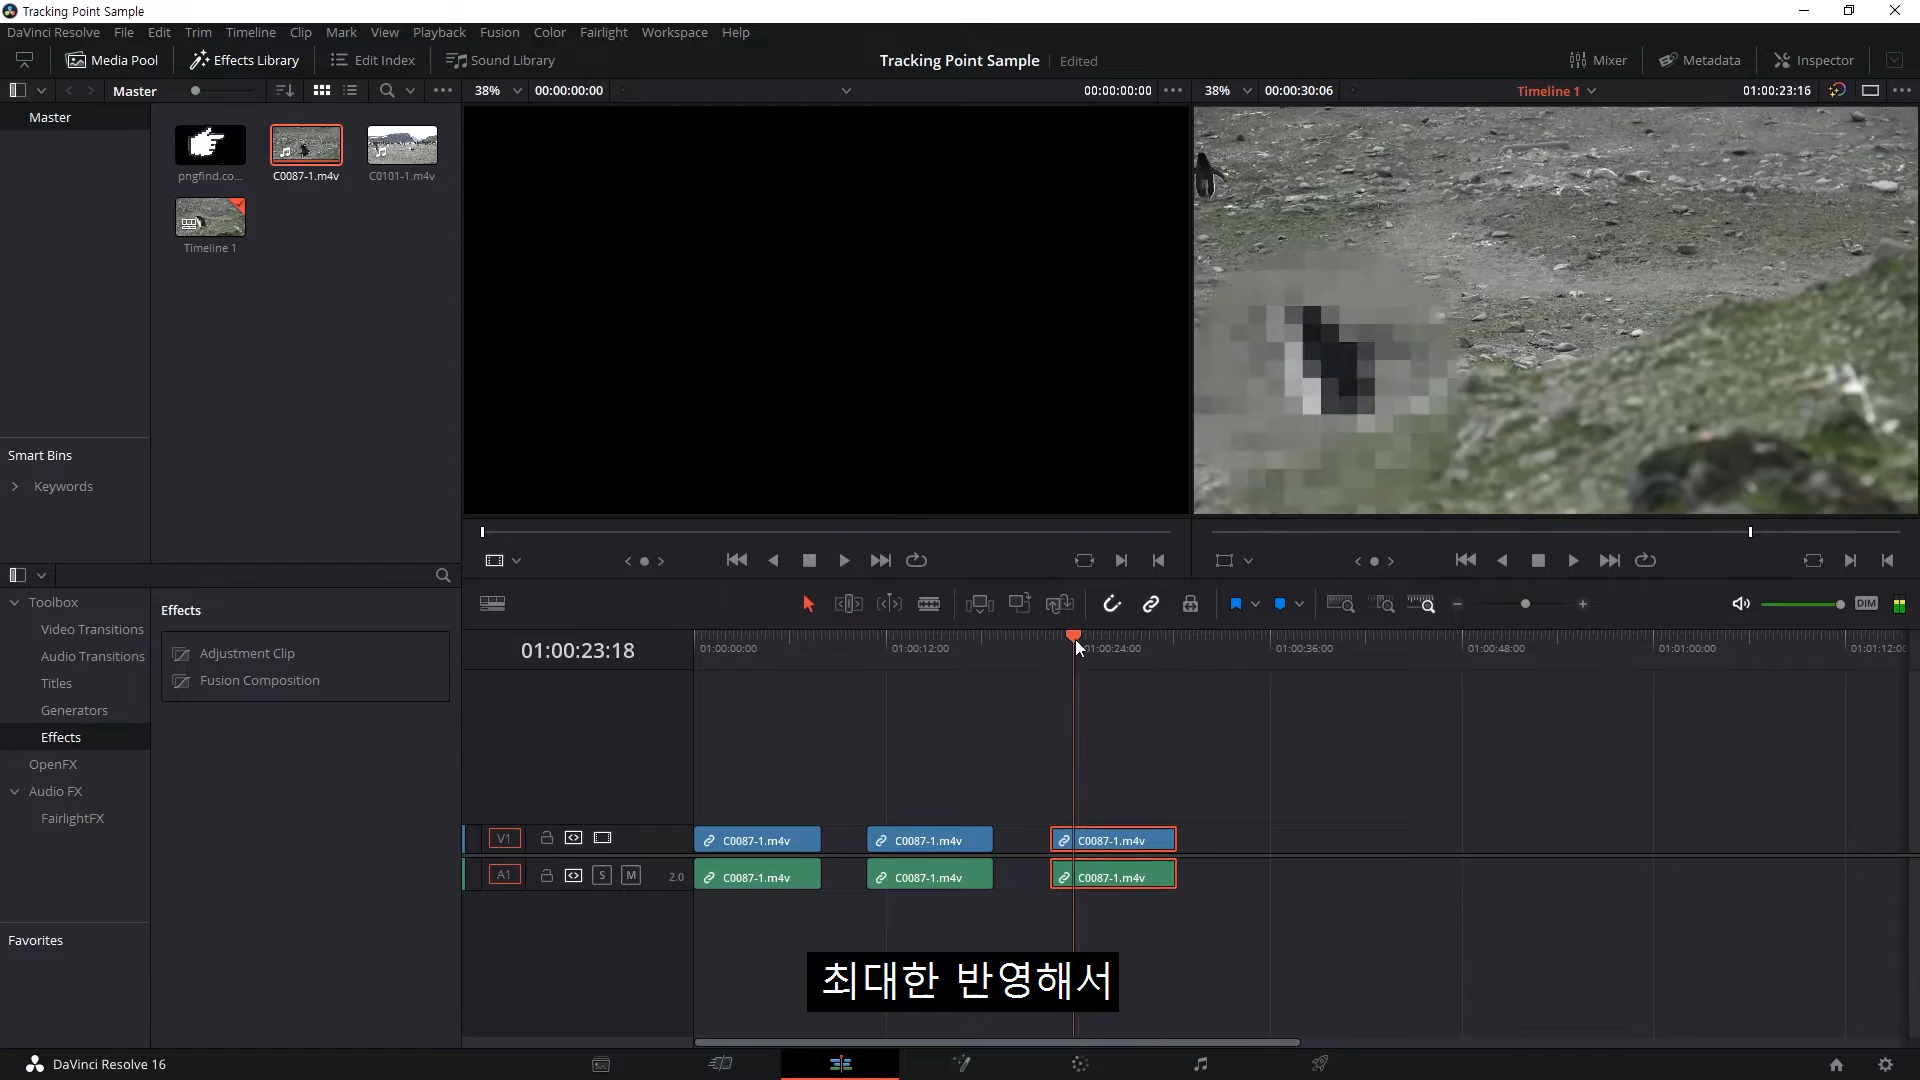 Tracking Point Sample
DaVinci Resolve File Edit Trim Timeline Clip Mark View Playback Fusion Color Fairlight Workspace Help
Media Pool Effects Library Edit Index Sound Library Tracking Point Sample Edited Mixer Metadata Inspector
Master 38% 00:00:00:00 00:00:00:00 38% 00:00:30:06 Timeline 1 01:00:23:16
Master
pngfind.co... C0087-1.m4v C0101-1.m4v
Timeline 1
Smart Bins
Keywords
Toolbox
Video Transitions
Audio Transitions
Titles
Generators
Effects
OpenFX
Audio FX
FairlightFX
Favorites
Effects
Adjustment Clip
Fusion Composition
DIM
01:00:23:18 01:00:00:00 01:00:12:00 01:00:24:00 01:00:36:00 01:00:48:00 01:01:00:00 01:01:12:00
V1 C0087-1.m4v C0087-1.m4v C0087-1.m4v
A1 S M 2.0 C0087-1.m4v C0087-1.m4v C0087-1.m4v
최대한 반영해서
DaVinci Resolve 16